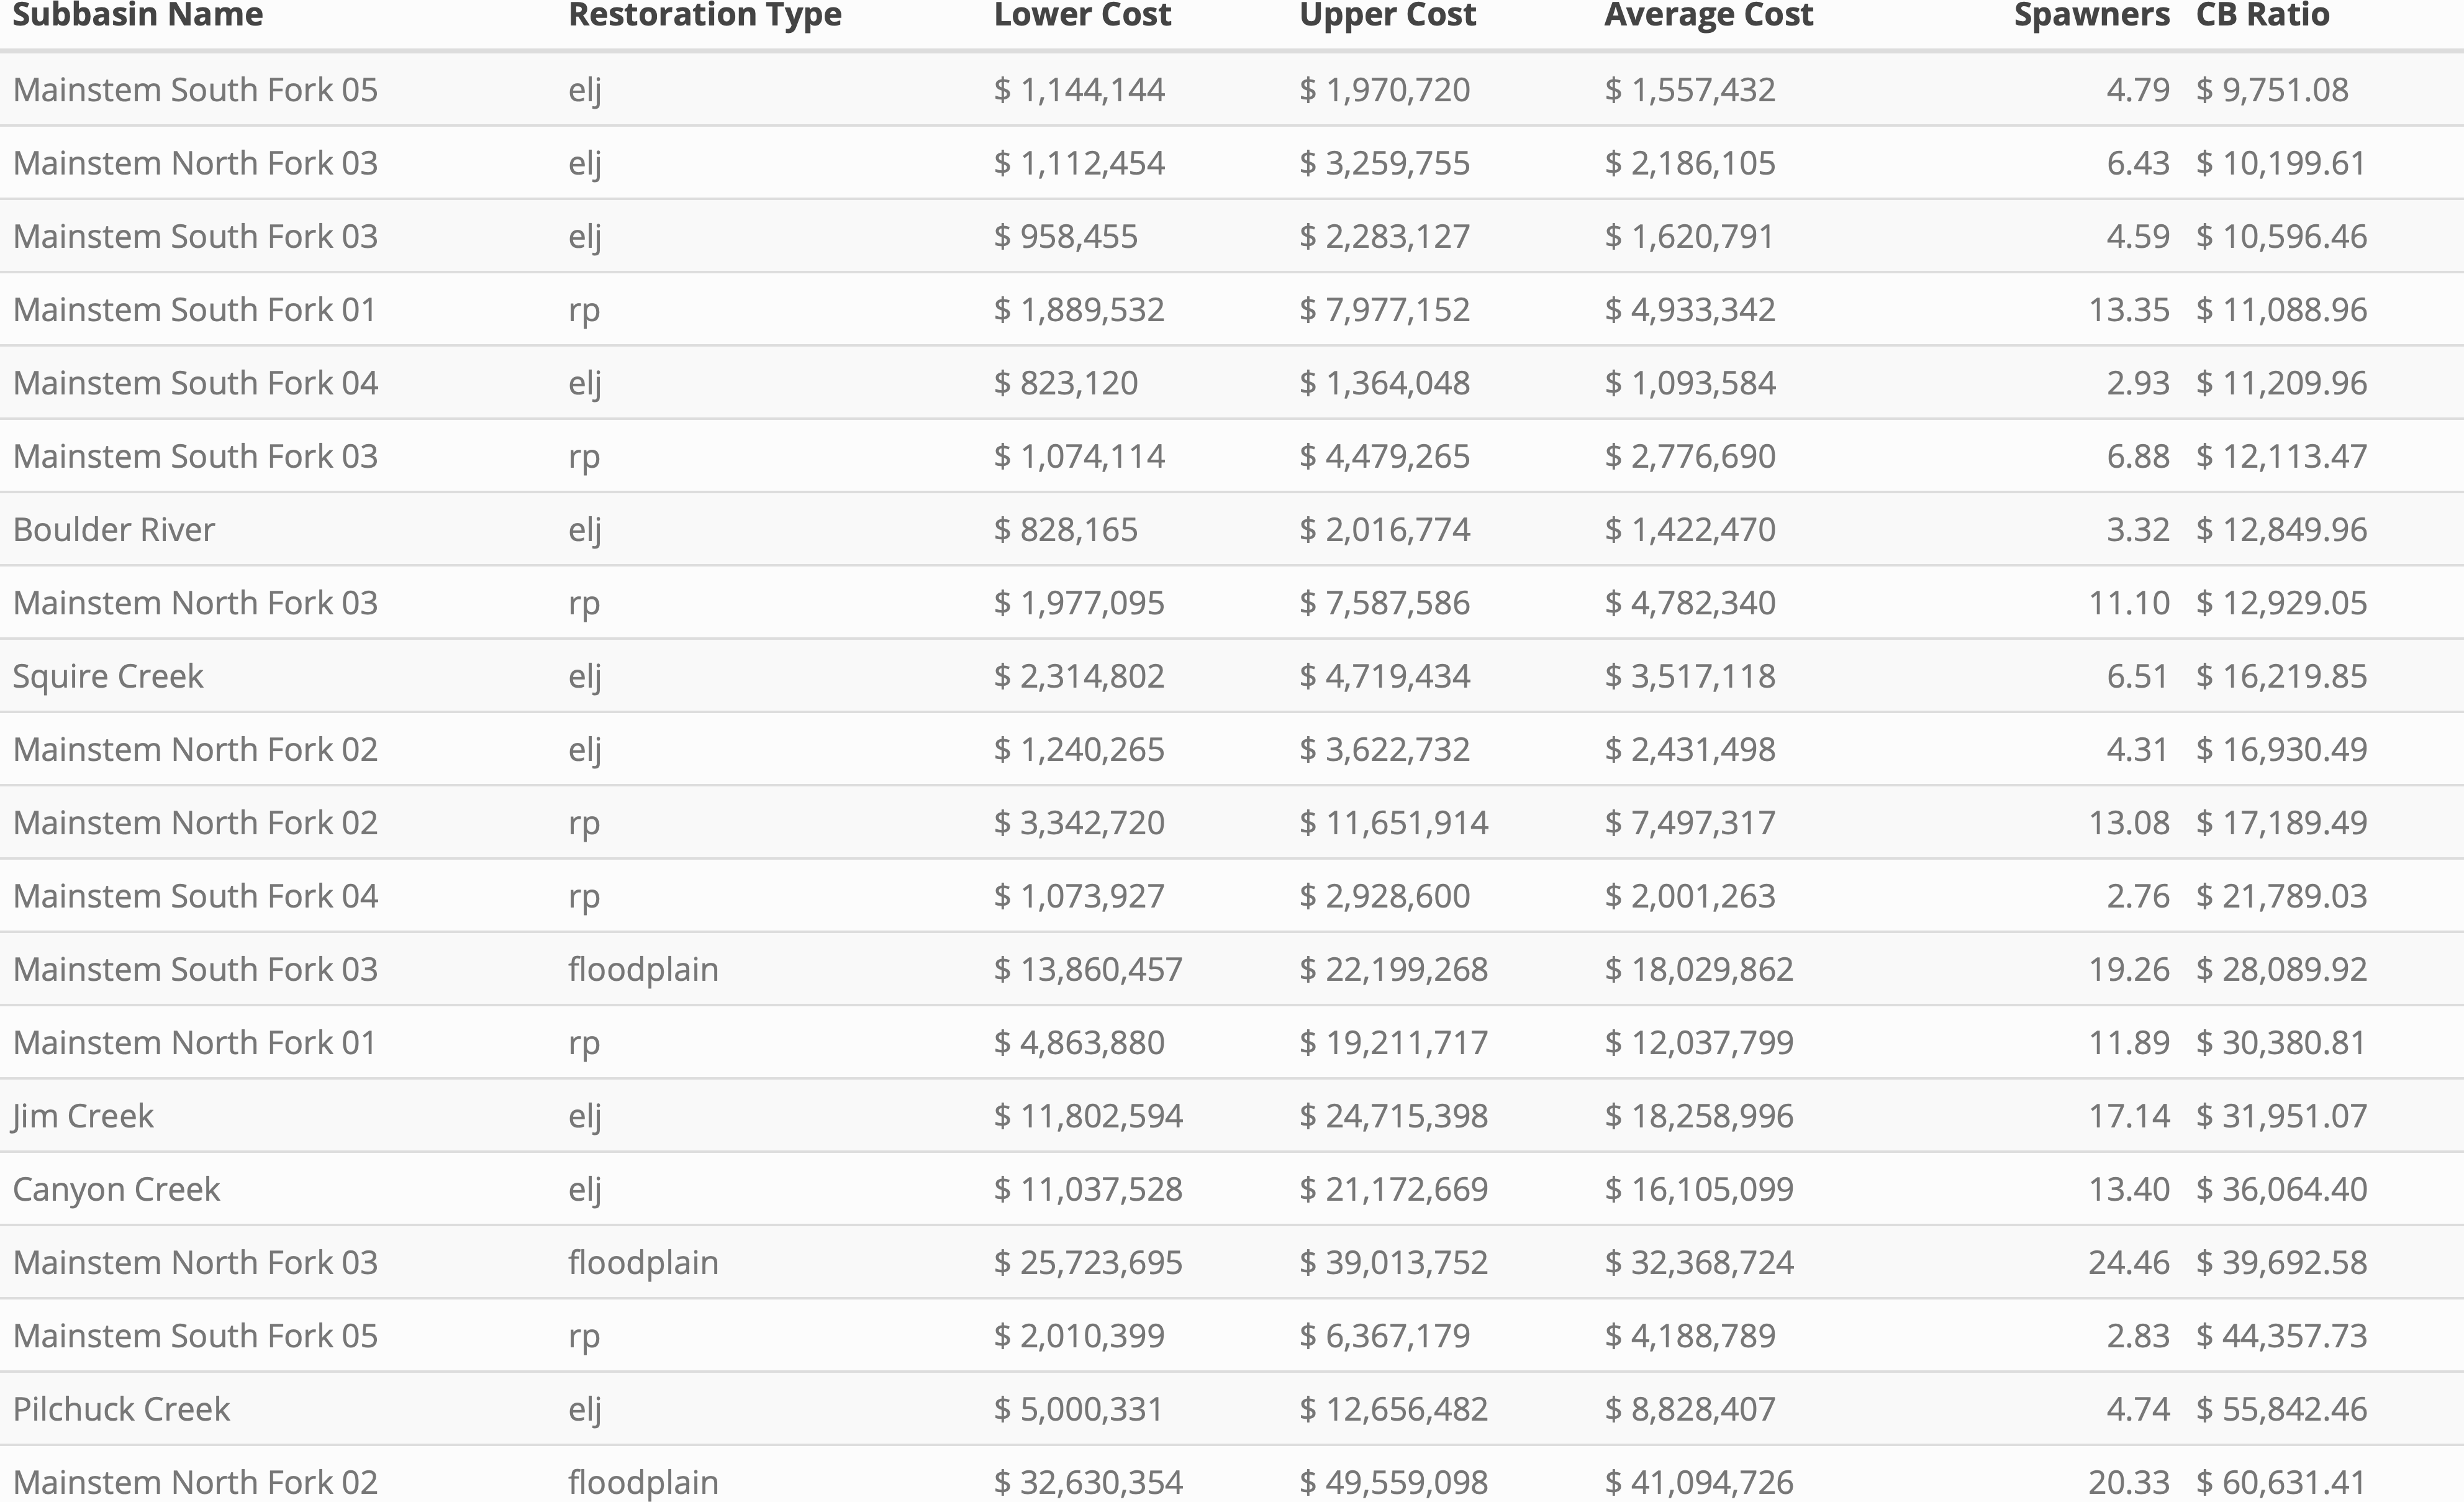 Subbasin Name Restoration Type Lower Cost Upper Cost Average Cost Spawners CB Ratio
Mainstem South Fork 05 elj $ 1,144,144 $ 1,970,720 $ 1,557,432 4.79 $ 9,751.08
Mainstem North Fork 03 elj $ 1,112,454 $ 3,259,755 $ 2,186,105 6.43 $ 10,199.61
Mainstem South Fork 03 elj $ 958,455 $ 2,283,127 $ 1,620,791 4.59 $ 10,596.46
Mainstem South Fork 01 rp $ 1,889,532 $ 7,977,152 $ 4,933,342 13.35 $ 11,088.96
Mainstem South Fork 04 elj $ 823,120 $ 1,364,048 $ 1,093,584 2.93 $ 11,209.96
Mainstem South Fork 03 rp $ 1,074,114 $ 4,479,265 $ 2,776,690 6.88 $ 12,113.47
Boulder River elj $ 828,165 $ 2,016,774 $ 1,422,470 3.32 $ 12,849.96
Mainstem North Fork 03 rp $ 1,977,095 $ 7,587,586 $ 4,782,340 11.10 $ 12,929.05
Squire Creek elj $ 2,314,802 $ 4,719,434 $ 3,517,118 6.51 $ 16,219.85
Mainstem North Fork 02 elj $ 1,240,265 $ 3,622,732 $ 2,431,498 4.31 $ 16,930.49
Mainstem North Fork 02 rp $ 3,342,720 $ 11,651,914 $ 7,497,317 13.08 $ 17,189.49
Mainstem South Fork 04 rp $ 1,073,927 $ 2,928,600 $ 2,001,263 2.76 $ 21,789.03
Mainstem South Fork 03 floodplain $ 13,860,457 $ 22,199,268 $ 18,029,862 19.26 $ 28,089.92
Mainstem North Fork 01 rp $ 4,863,880 $ 19,211,717 $ 12,037,799 11.89 $ 30,380.81
Jim Creek elj $ 11,802,594 $ 24,715,398 $ 18,258,996 17.14 $ 31,951.07
Canyon Creek elj $ 11,037,528 $ 21,172,669 $ 16,105,099 13.40 $ 36,064.40
Mainstem North Fork 03 floodplain $ 25,723,695 $ 39,013,752 $ 32,368,724 24.46 $ 39,692.58
Mainstem South Fork 05 rp $ 2,010,399 $ 6,367,179 $ 4,188,789 2.83 $ 44,357.73
Pilchuck Creek elj $ 5,000,331 $ 12,656,482 $ 8,828,407 4.74 $ 55,842.46
Mainstem North Fork 02 floodplain $ 32,630,354 $ 49,559,098 $ 41,094,726 20.33 $ 60,631.41